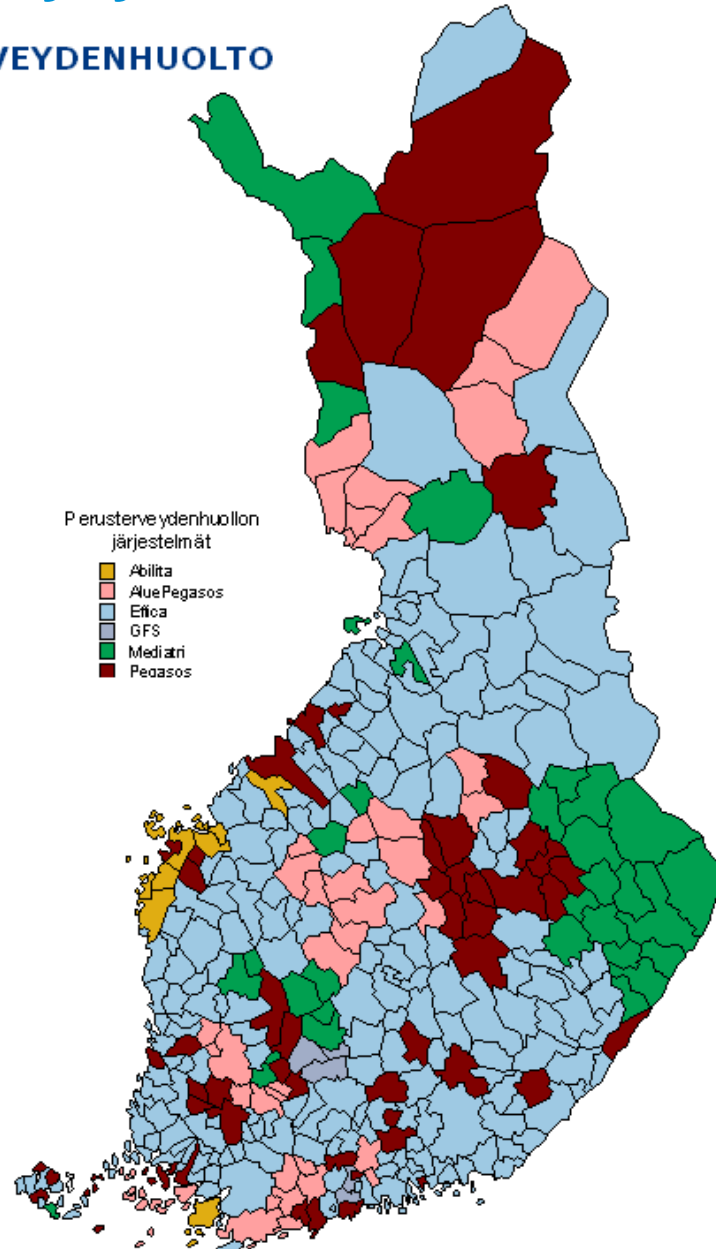 VEYDENHUOLTO
Perusterveydenhuollon
järjestelmät
Abilita
AluePegasos
Effica
GFS
Mediatri
Pegasos